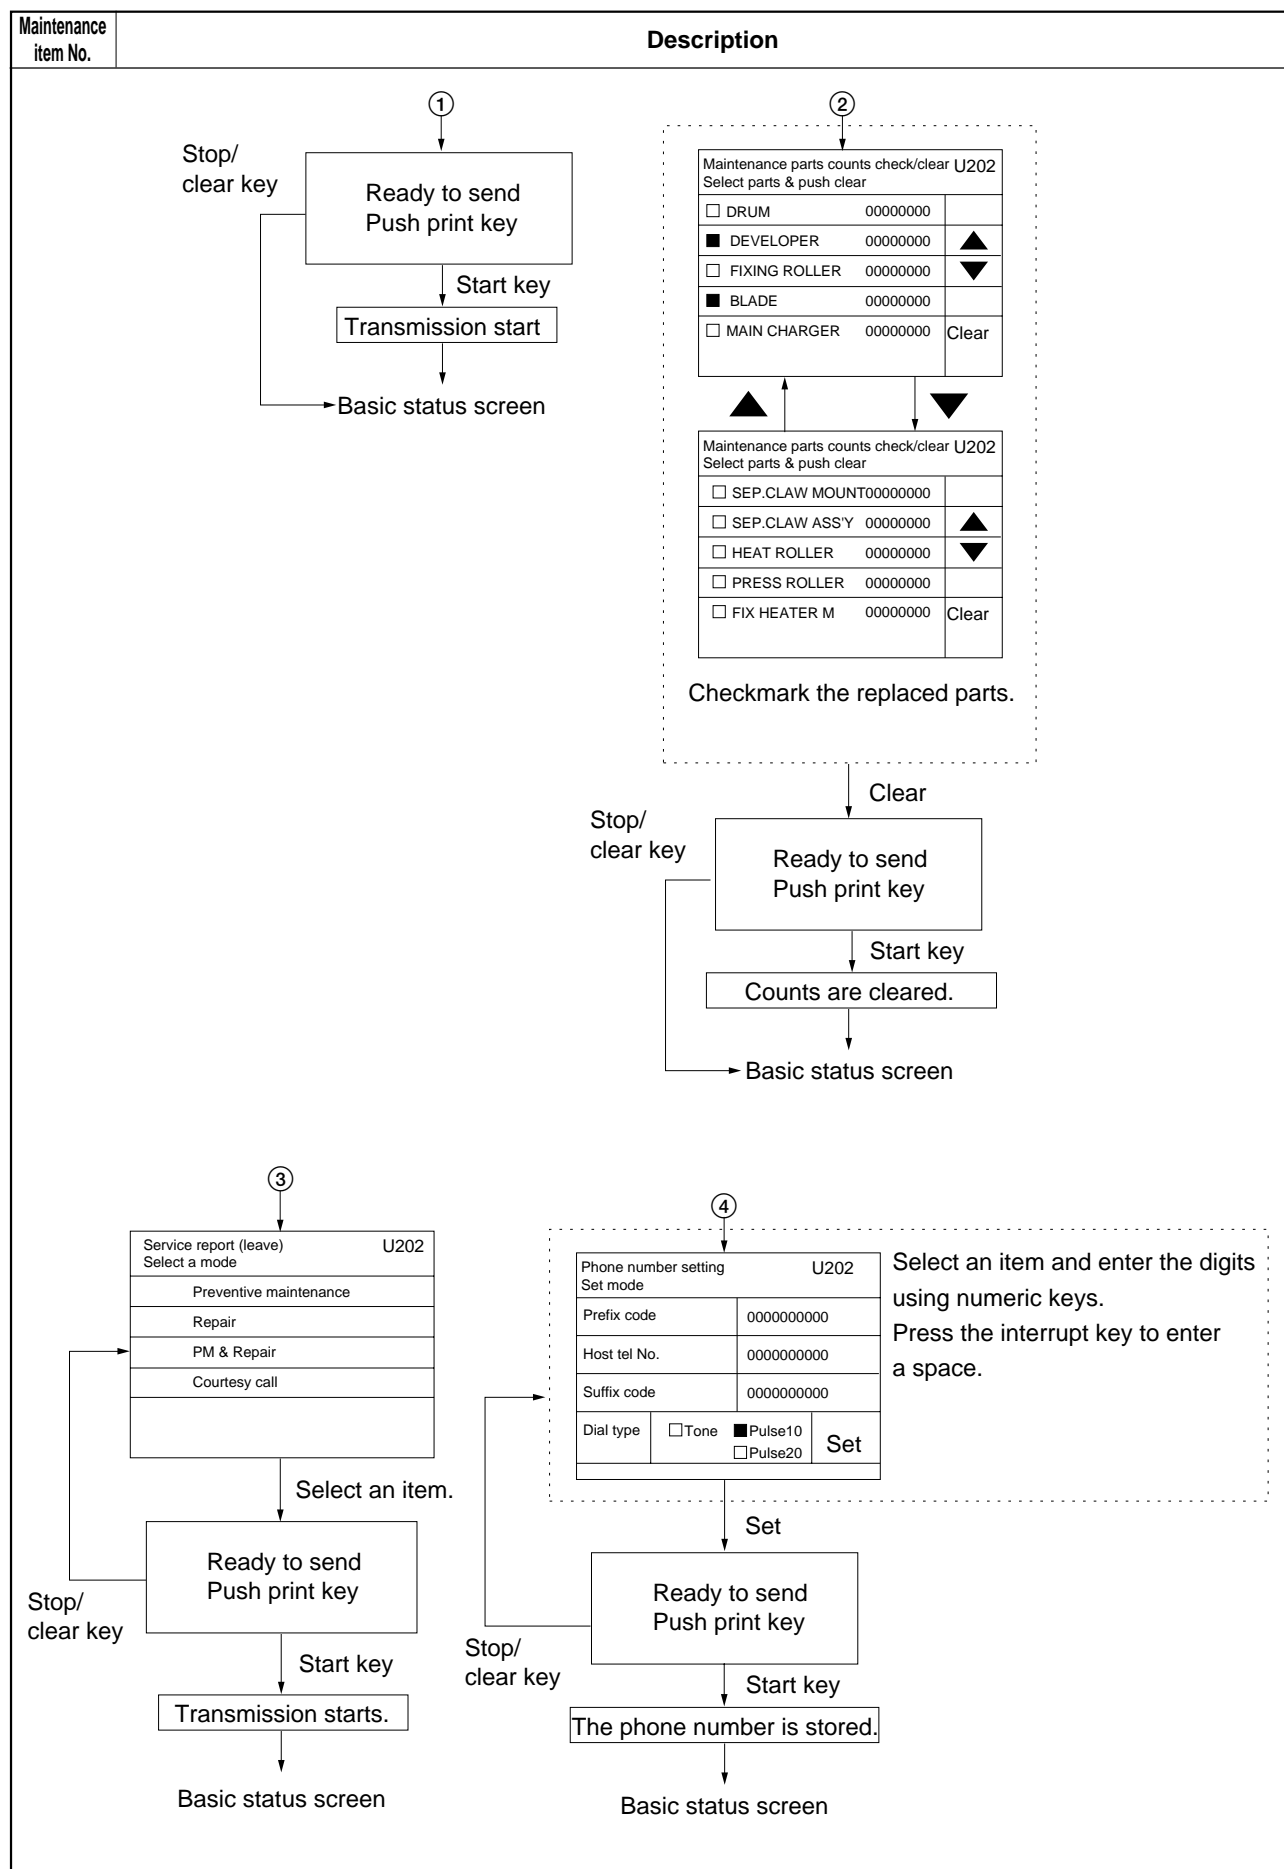 Maintenance
item No.
Description
①
Stop/
clear key
Ready to send
Push print key
Start key
Transmission start
Basic status screen
②
Maintenance parts counts check/clear U202
Select parts & push clear
DRUM 00000000
DEVELOPER 00000000
FIXING ROLLER 00000000
BLADE 00000000
MAIN CHARGER 00000000 Clear
Maintenance parts counts check/clear U202
Select parts & push clear
SEP.CLAW MOUNT00000000
SEP.CLAW ASS'Y 00000000
HEAT ROLLER 00000000
PRESS ROLLER 00000000
FIX HEATER M 00000000 Clear
Checkmark the replaced parts.
Clear
Stop/
clear key
Ready to send
Push print key
Start key
Counts are cleared.
Basic status screen
③
Service report (leave) U202
Select a mode
Preventive maintenance
Repair
PM & Repair
Courtesy call
Select an item.
Ready to send
Push print key
Stop/
clear key
Start key
Transmission starts.
Basic status screen
④
Phone number setting U202
Set mode
Prefix code 0000000000
Host tel No. 0000000000
Suffix code 0000000000
Dial type Tone Pulse10
Pulse20
Set
Select an item and enter the digits
using numeric keys.
Press the interrupt key to enter
a space.
Set
Ready to send
Push print key
Stop/
clear key
Start key
The phone number is stored.
Basic status screen